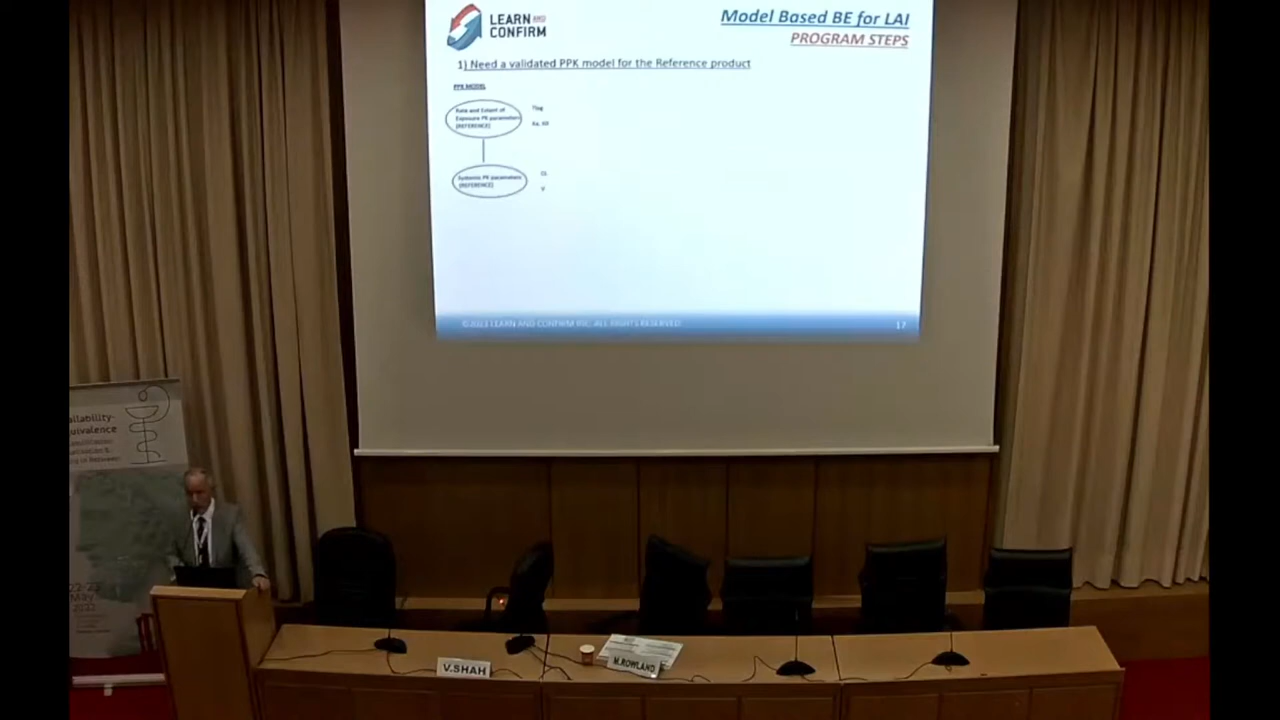 LEARN AND
CONFIRM
Model Based BE for LAI
PROGRAM STEPS
1) Need a validated PPK model for the Reference product
PPK MODEL
Rate and Extent of
Exposure PK parameters
(REFERENCE)
Tlag
Systemic PK parameters
(REFERENCE)
CL
V
©2023 LEARN AND CONFIRM INC. ALL RIGHTS RESERVED
17
V.SHAH
M.ROWLAND
May